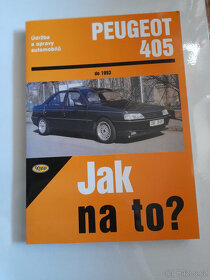 Údržba
a opravy
automobilů
PEUGEOT
405
do 1993
Jak
na to?